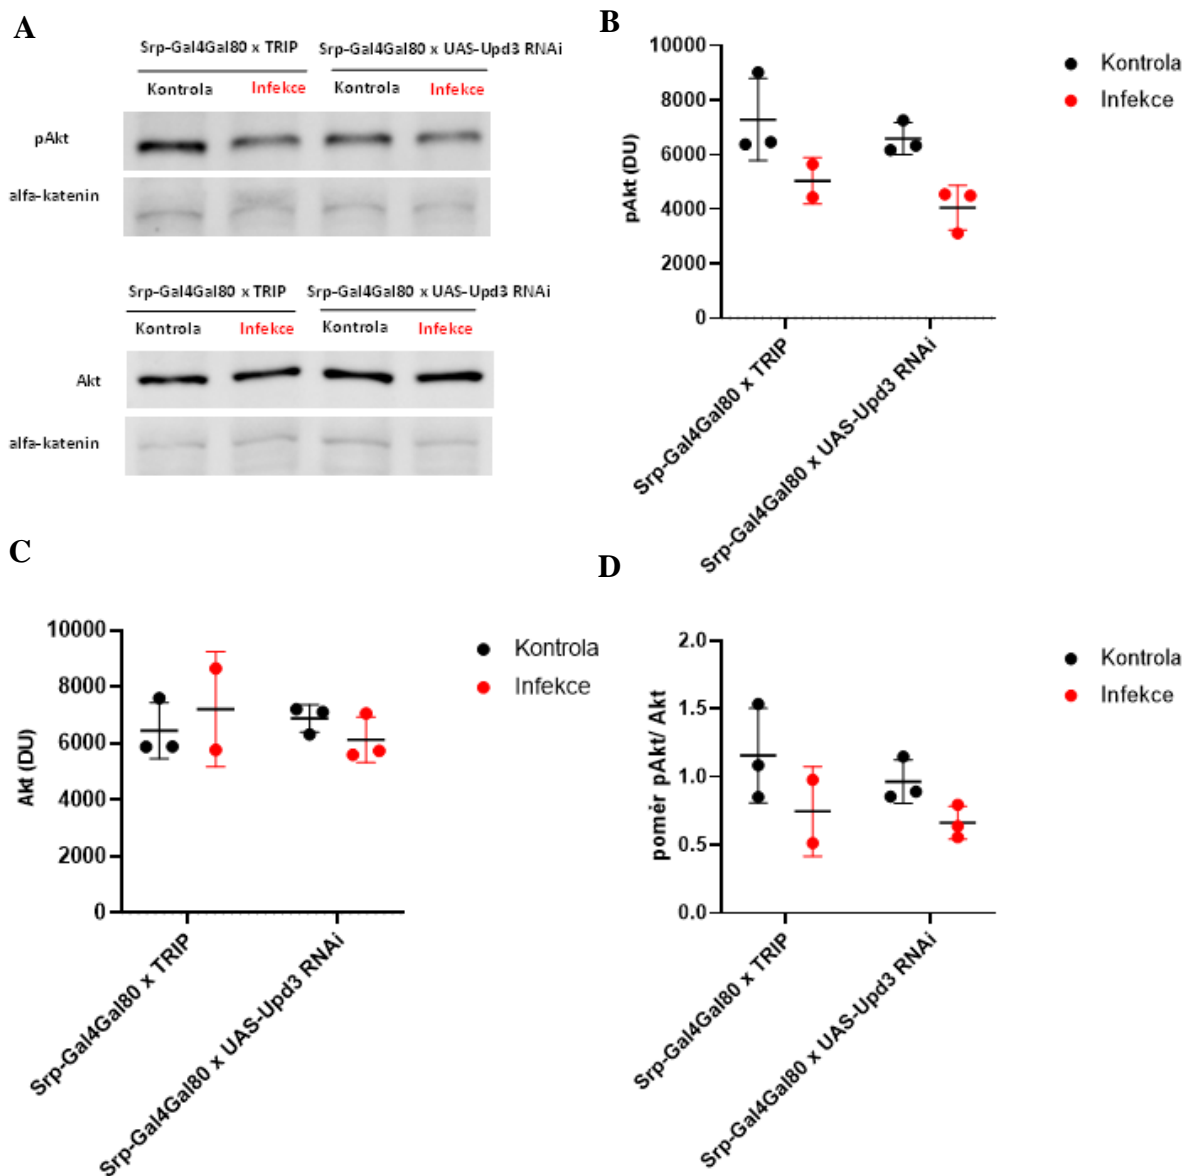 A
Srp-Gal4Gal80 x TRIP Srp-Gal4Gal80 x UAS-Upd3 RNAi
Kontrola Infekce Kontrola Infekce
pAkt
alfa-katenin
Srp-Gal4Gal80 x TRIP Srp-Gal4Gal80 x UAS-Upd3 RNAi
Kontrola Infekce Kontrola Infekce
Akt
alfa-katenin
B
10000
8000
6000
4000
2000
0
pAkt (DU)
Srp-Gal4Gal80 x TRIP
Srp-Gal4Gal80 x UAS-Upd3 RNAi
Kontrola
Infekce
C
10000
8000
6000
4000
2000
0
Akt (DU)
Srp-Gal4Gal80 x TRIP
Srp-Gal4Gal80 x UAS-Upd3 RNAi
Kontrola
Infekce
D
2.0
1.5
1.0
0.5
0.0
poměr pAkt/ Akt
Srp-Gal4Gal80 x TRIP
Srp-Gal4Gal80 x UAS-Upd3 RNAi
Kontrola
Infekce